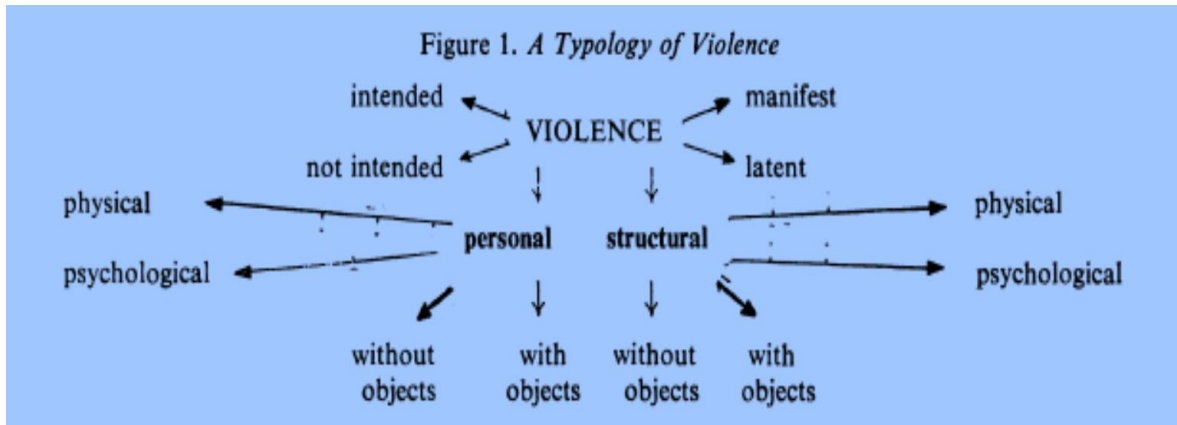 Figure 1. A Typology of Violence
intended
manifest
VIOLENCE
not intended
latent
physical
physical
personal
structural
psychological
psychological
without
objects
with
objects
without
objects
with
objects